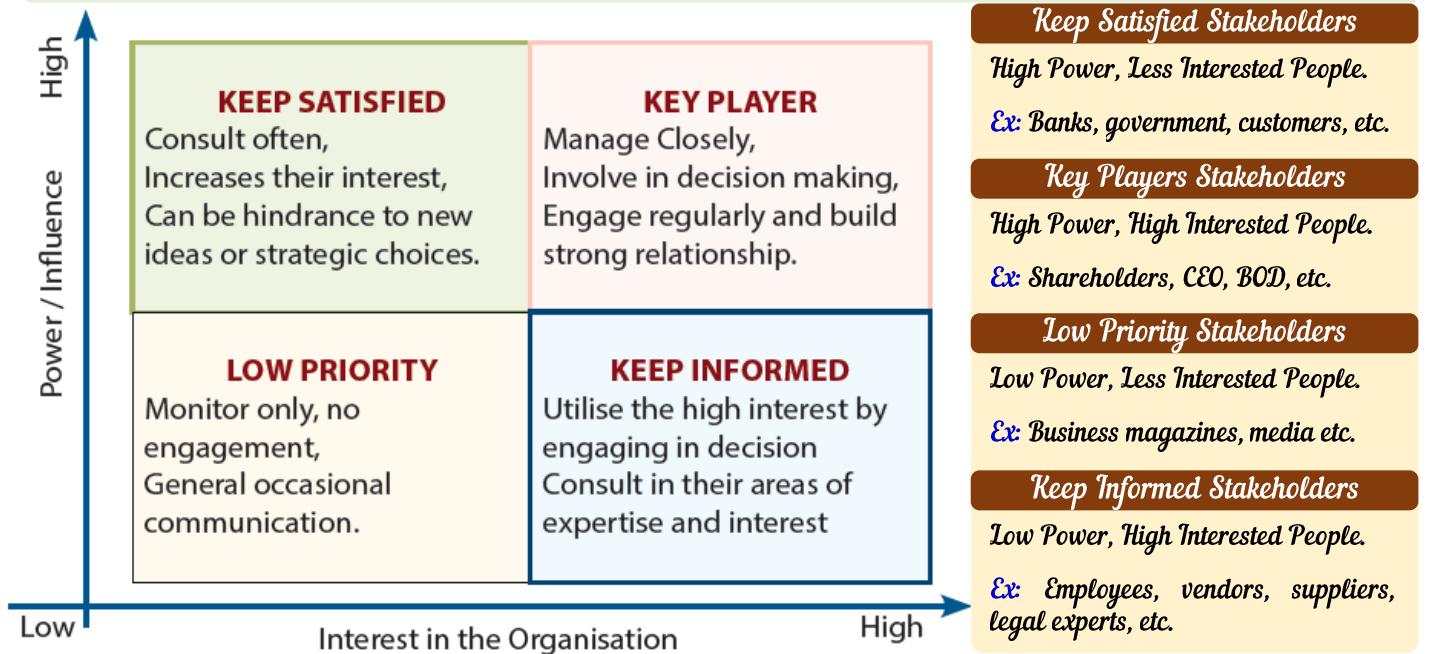 High
Power / Influence
KEEP SATISFIED
Consult often,
Increases their interest,
Can be hindrance to new
ideas or strategic choices.
KEY PLAYER
Manage Closely,
Involve in decision making,
Engage regularly and build
strong relationship.
LOW PRIORITY
Monitor only, no
engagement,
General occasional
communication.
KEEP INFORMED
Utilise the high interest by
engaging in decision
Consult in their areas of
expertise and interest
Low
Interest in the Organisation
High
Keep Satisfied Stakeholders
High Power, Less Interested People.
Ex: Banks, government, customers, etc.
Key Players Stakeholders
High Power, High Interested People.
Ex: Shareholders, CEO, BOD, etc.
Low Priority Stakeholders
Low Power, Less Interested People.
Ex: Business magazines, media etc.
Keep Informed Stakeholders
Low Power, High Interested People.
Ex: Employees, vendors, suppliers,
legal experts, etc.